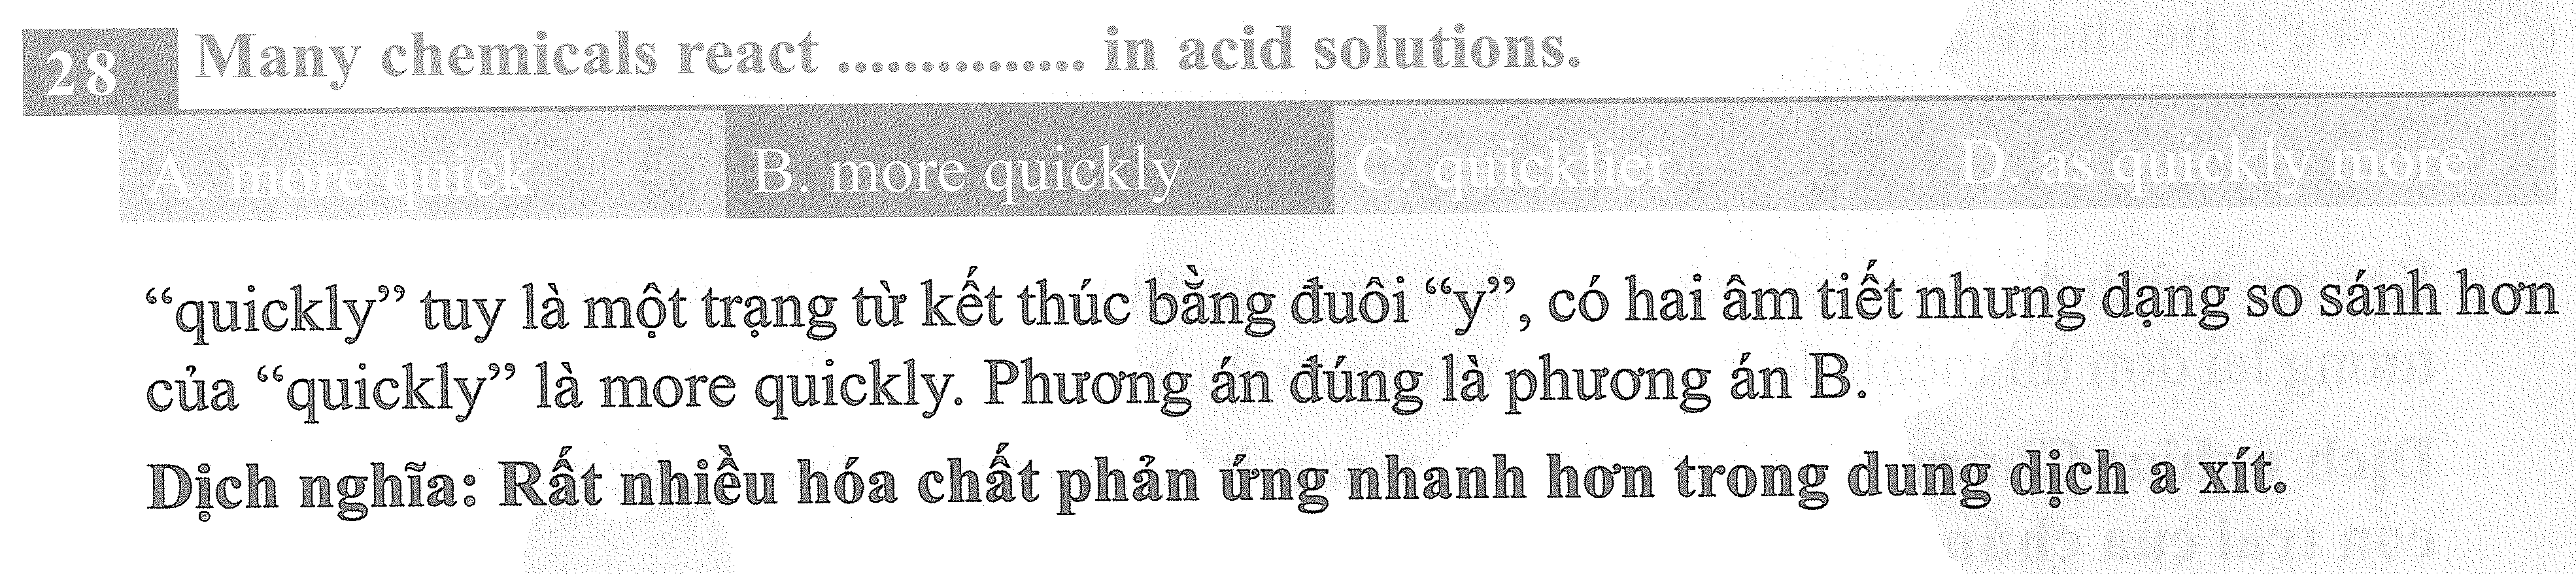 28 Many chemicals react ............... in acid solutions.
A. more quick B. more quickly C. quicklier D. as quickly more
“quickly” tuy là một trạng từ kết thúc bằng đuôi “y”, có hai âm tiết nhưng dạng so sánh hơn
của “quickly” là more quickly. Phương án đúng là phương án B.
Dịch nghĩa: Rất nhiều hóa chất phản ứng nhanh hơn trong dung dịch a xít.